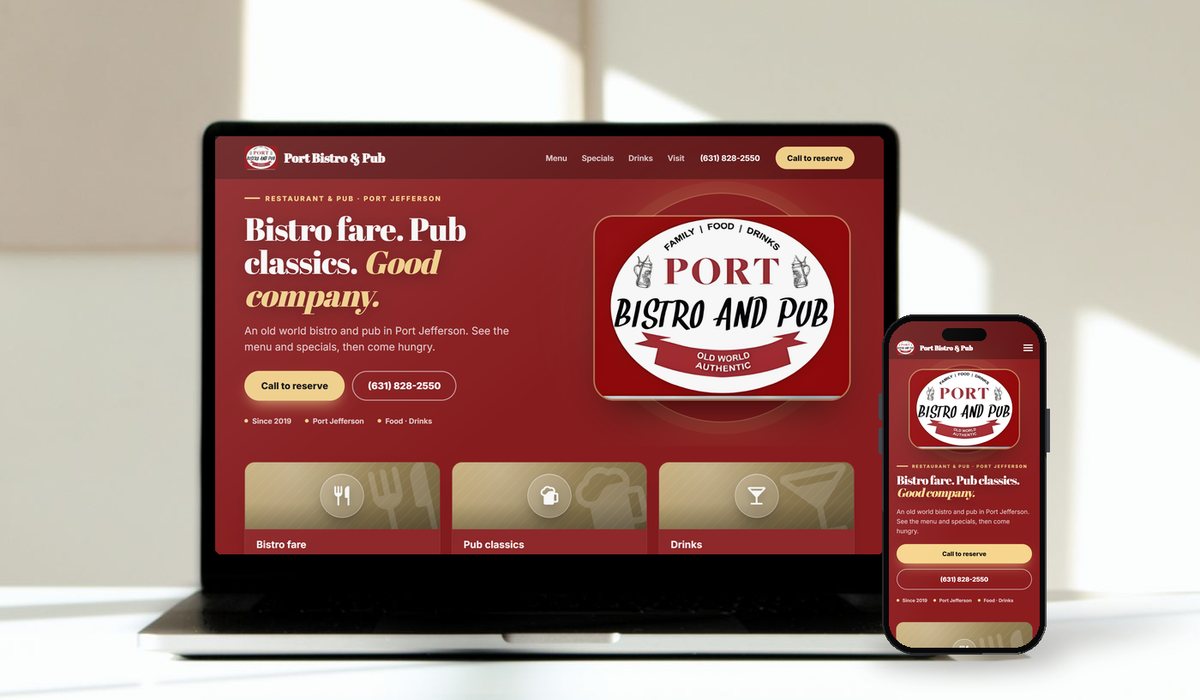 PORT
BISTRO AND PUB
Port Bistro & Pub
Menu
Specials
Drinks
Visit
(631) 828-2550
Call to reserve
RESTAURANT & PUB · PORT JEFFERSON
Bistro fare. Pub
classics. Good
company.
An old world bistro and pub in Port Jefferson. See the
menu and specials, then come hungry.
Call to reserve
(631) 828-2550
Since 2019
Port Jefferson
Food · Drinks
FAMILY | FOOD | DRINKS
PORT
BISTRO AND PUB
OLD WORLD
AUTHENTIC
Bistro fare
Pub classics
Drinks
Port Bistro & Pub
FAMILY | FOOD | DRINKS
PORT
BISTRO AND PUB
OLD WORLD
AUTHENTIC
RESTAURANT & PUB · PORT JEFFERSON
Bistro fare. Pub classics.
Good company.
An old world bistro and pub in Port Jefferson.
See the menu and specials, then come
hungry.
Call to reserve
(631) 828-2550
Since 2019
Port Jefferson
Food · Drinks